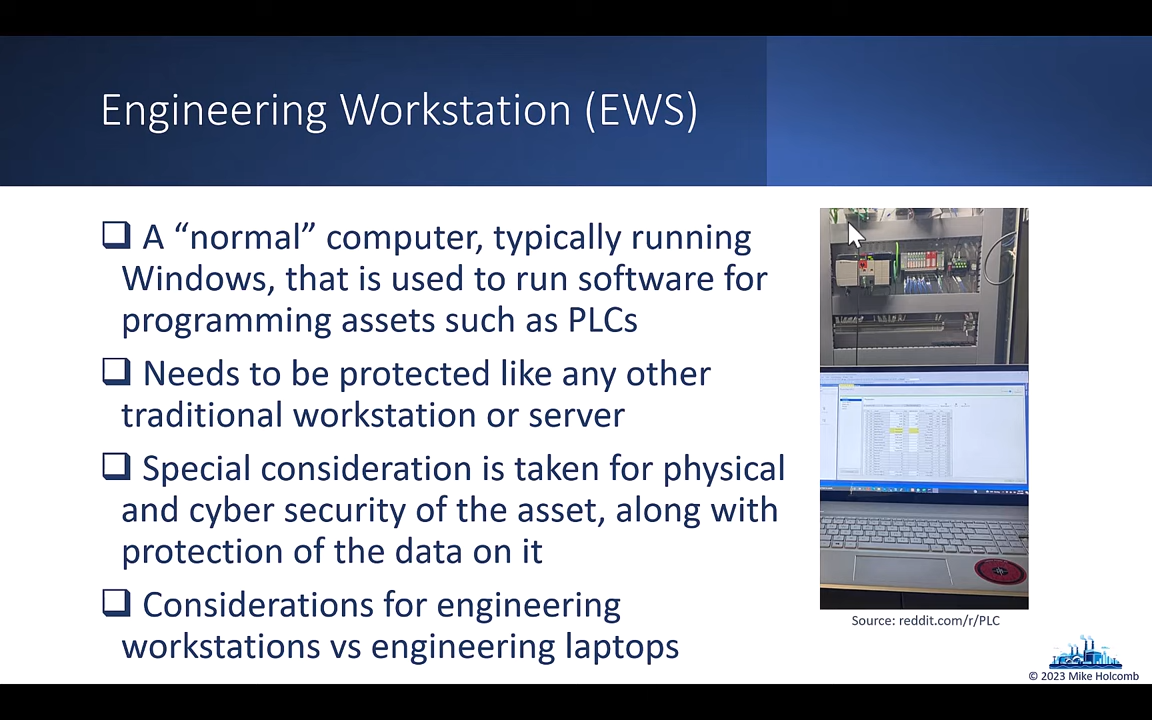 Engineering Workstation (EWS)
❑ A “normal” computer, typically running
Windows, that is used to run software for
programming assets such as PLCs
❑ Needs to be protected like any other
traditional workstation or server
❑ Special consideration is taken for physical
and cyber security of the asset, along with
protection of the data on it
❑ Considerations for engineering
workstations vs engineering laptops
Source: reddit.com/r/PLC
© 2023 Mike Holcomb